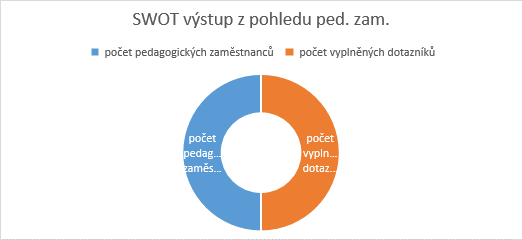 SWOT výstup z pohledu ped. zam.
počet pedagogických zaměstnanců počet vyplněných dotazníků
počet
pedag...
zaměs...
počet
vypln...
dotaz...